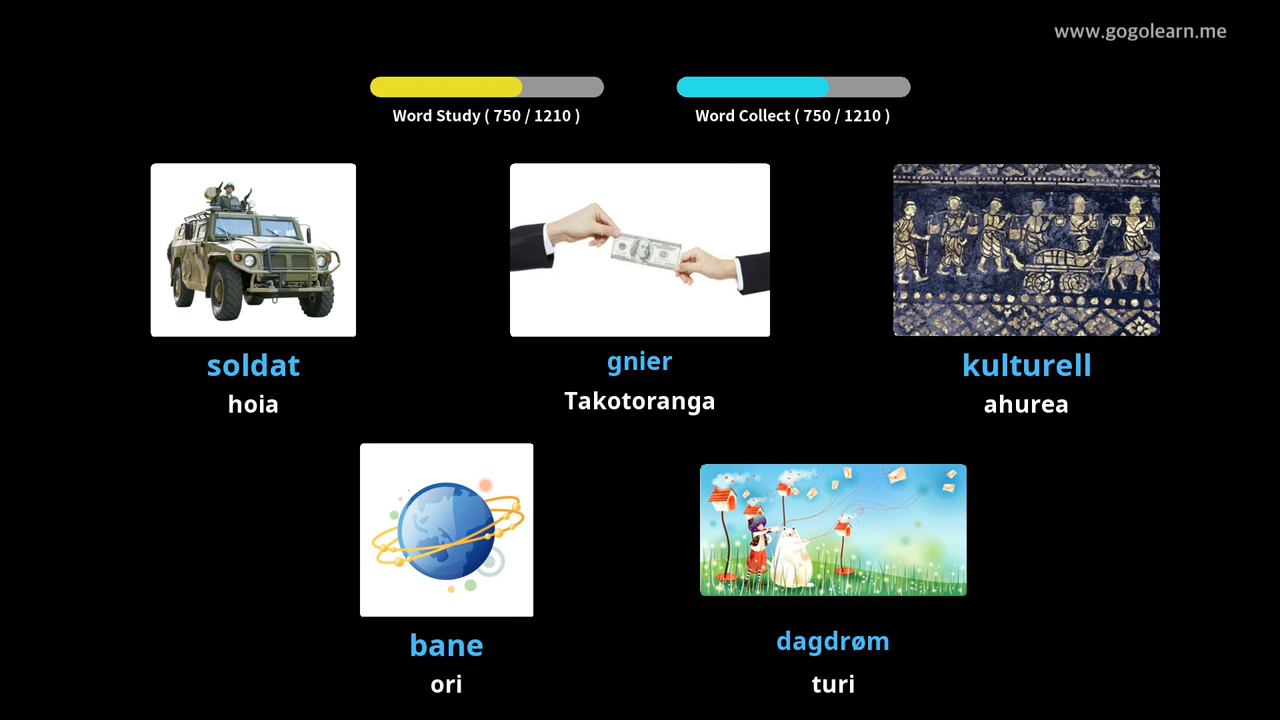 www.gogolearn.me
Word Study ( 750 / 1210 )
Word Collect ( 750 / 1210 )
soldat
hoia
gnier
Takotoranga
kulturell
ahurea
bane
ori
dagdrøm
turi